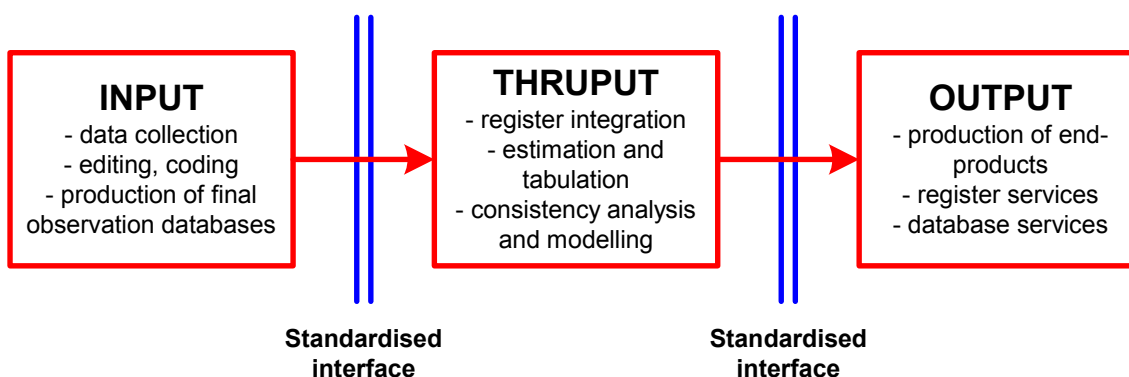 INPUT
- data collection
- editing, coding
- production of final
observation databases
THRUPUT
- register integration
- estimation and
tabulation
- consistency analysis
and modelling
OUTPUT
- production of end-
products
- register services
- database services
Standardised
interface
Standardised
interface